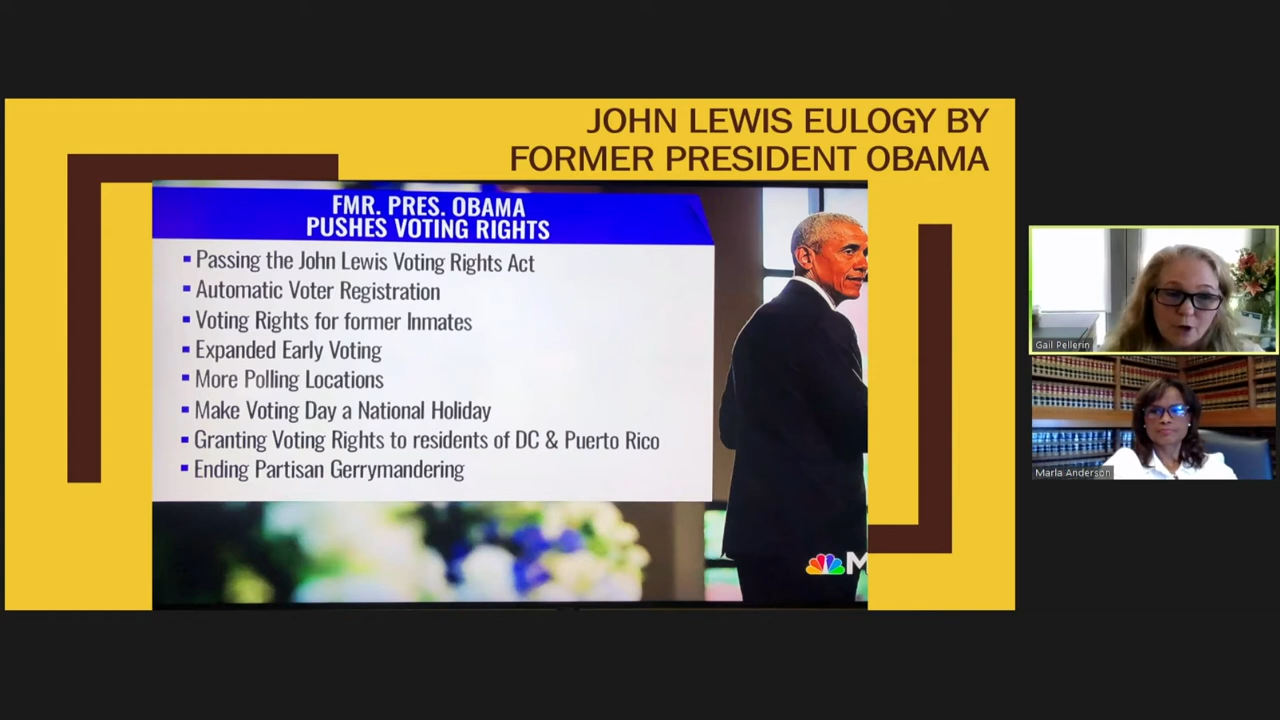 JOHN LEWIS EULOGY BY
FORMER PRESIDENT OBAMA
FMR. PRES. OBAMA
PUSHES VOTING RIGHTS
▪ Passing the John Lewis Voting Rights Act
▪ Automatic Voter Registration
▪ Voting Rights for former Inmates
▪ Expanded Early Voting
▪ More Polling Locations
▪ Make Voting Day a National Holiday
▪ Granting Voting Rights to residents of DC & Puerto Rico
▪ Ending Partisan Gerrymandering
M
Gail Pellerin
Marla Anderson